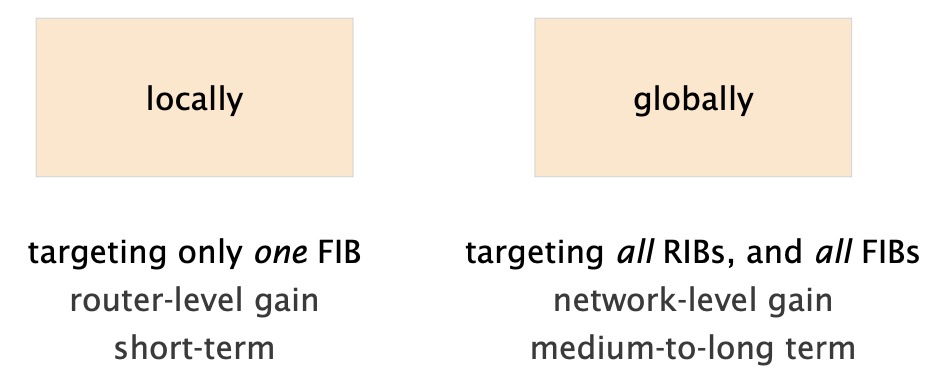 locally
targeting only one FIB
router-level gain
short-term
globally
targeting all RIBs, and all FIBs
network-level gain
medium-to-long term